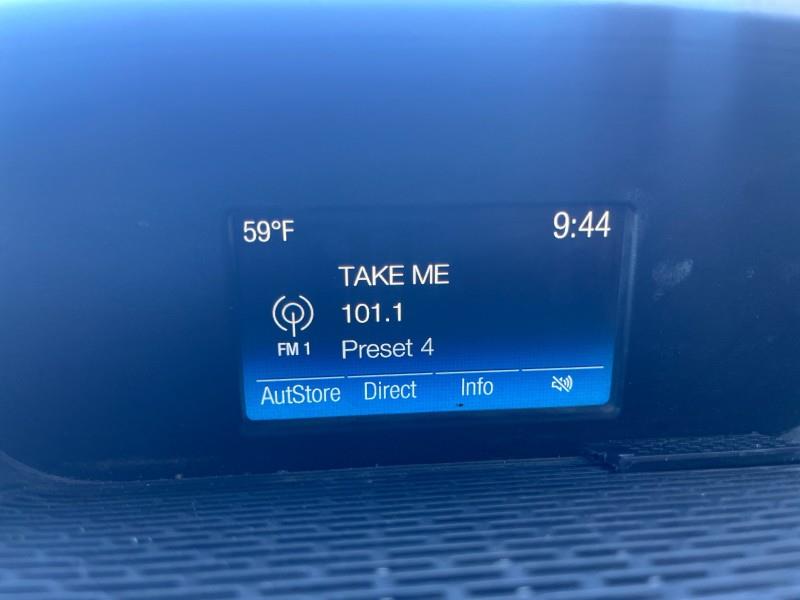 59°F 9:44
TAKE ME
101.1
FM 1 Preset 4
AutStore Direct Info